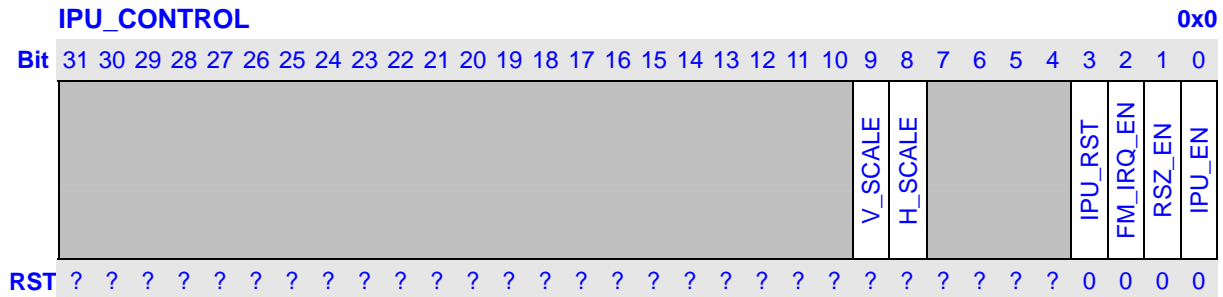 IPU_CONTROL 0x0
Bit 31 30 29 28 27 26 25 24 23 22 21 20 19 18 17 16 15 14 13 12 11 10 9 8 7 6 5 4 3 2 1 0
V_SCALE H_SCALE IPU_RST FM_IRQ_EN RSZ_EN IPU_EN
RST ? ? ? ? ? ? ? ? ? ? ? ? ? ? ? ? ? ? ? ? ? ? ? ? ? ? ? ? 0 0 0 0